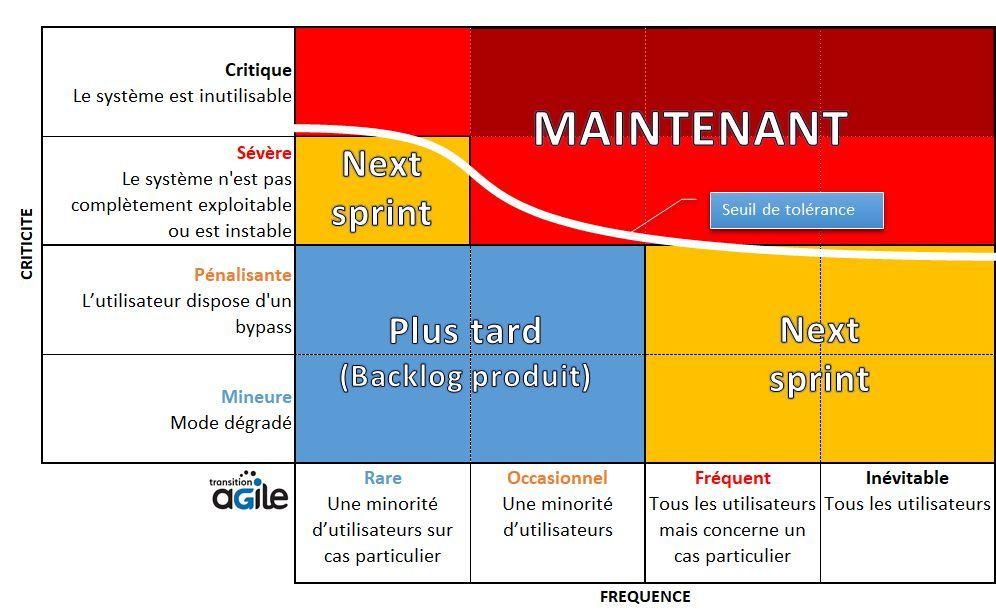 Critique
Le système est inutilisable
MAINTENANT
Sévère
Le système n'est pas
complètement exploitable
ou est instable
Next
sprint
Seuil de tolérance
CRITICITE
Pénalisante
L’utilisateur dispose d'un
bypass
Plus tard
(Backlog produit)
Next
sprint
Mineure
Mode dégradé
transition
aGile
Rare
Une minorité
d’utilisateurs sur
cas particulier
Occasionnel
Une minorité
d’utilisateurs
Fréquent
Tous les utilisateurs
mais concerne un
cas particulier
Inévitable
Tous les utilisateurs
FREQUENCE